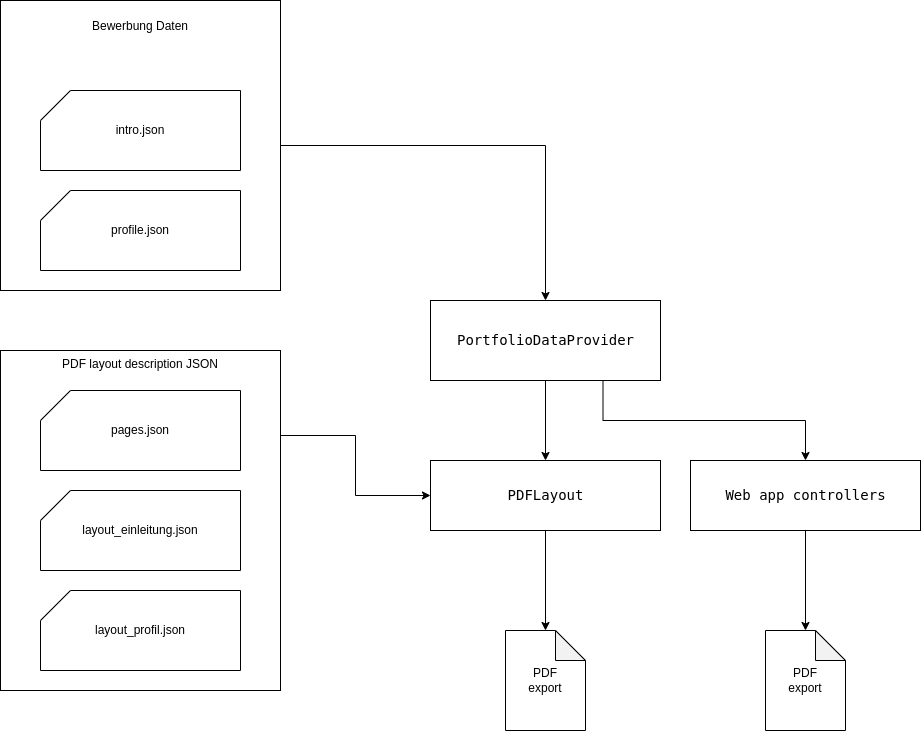 Bewerbung Daten
intro.json
profile.json
PortfolioDataProvider
PDF layout description JSON
pages.json
layout_einleitung.json
layout_profil.json
PDFLayout
Web app controllers
PDF
export
PDF
export